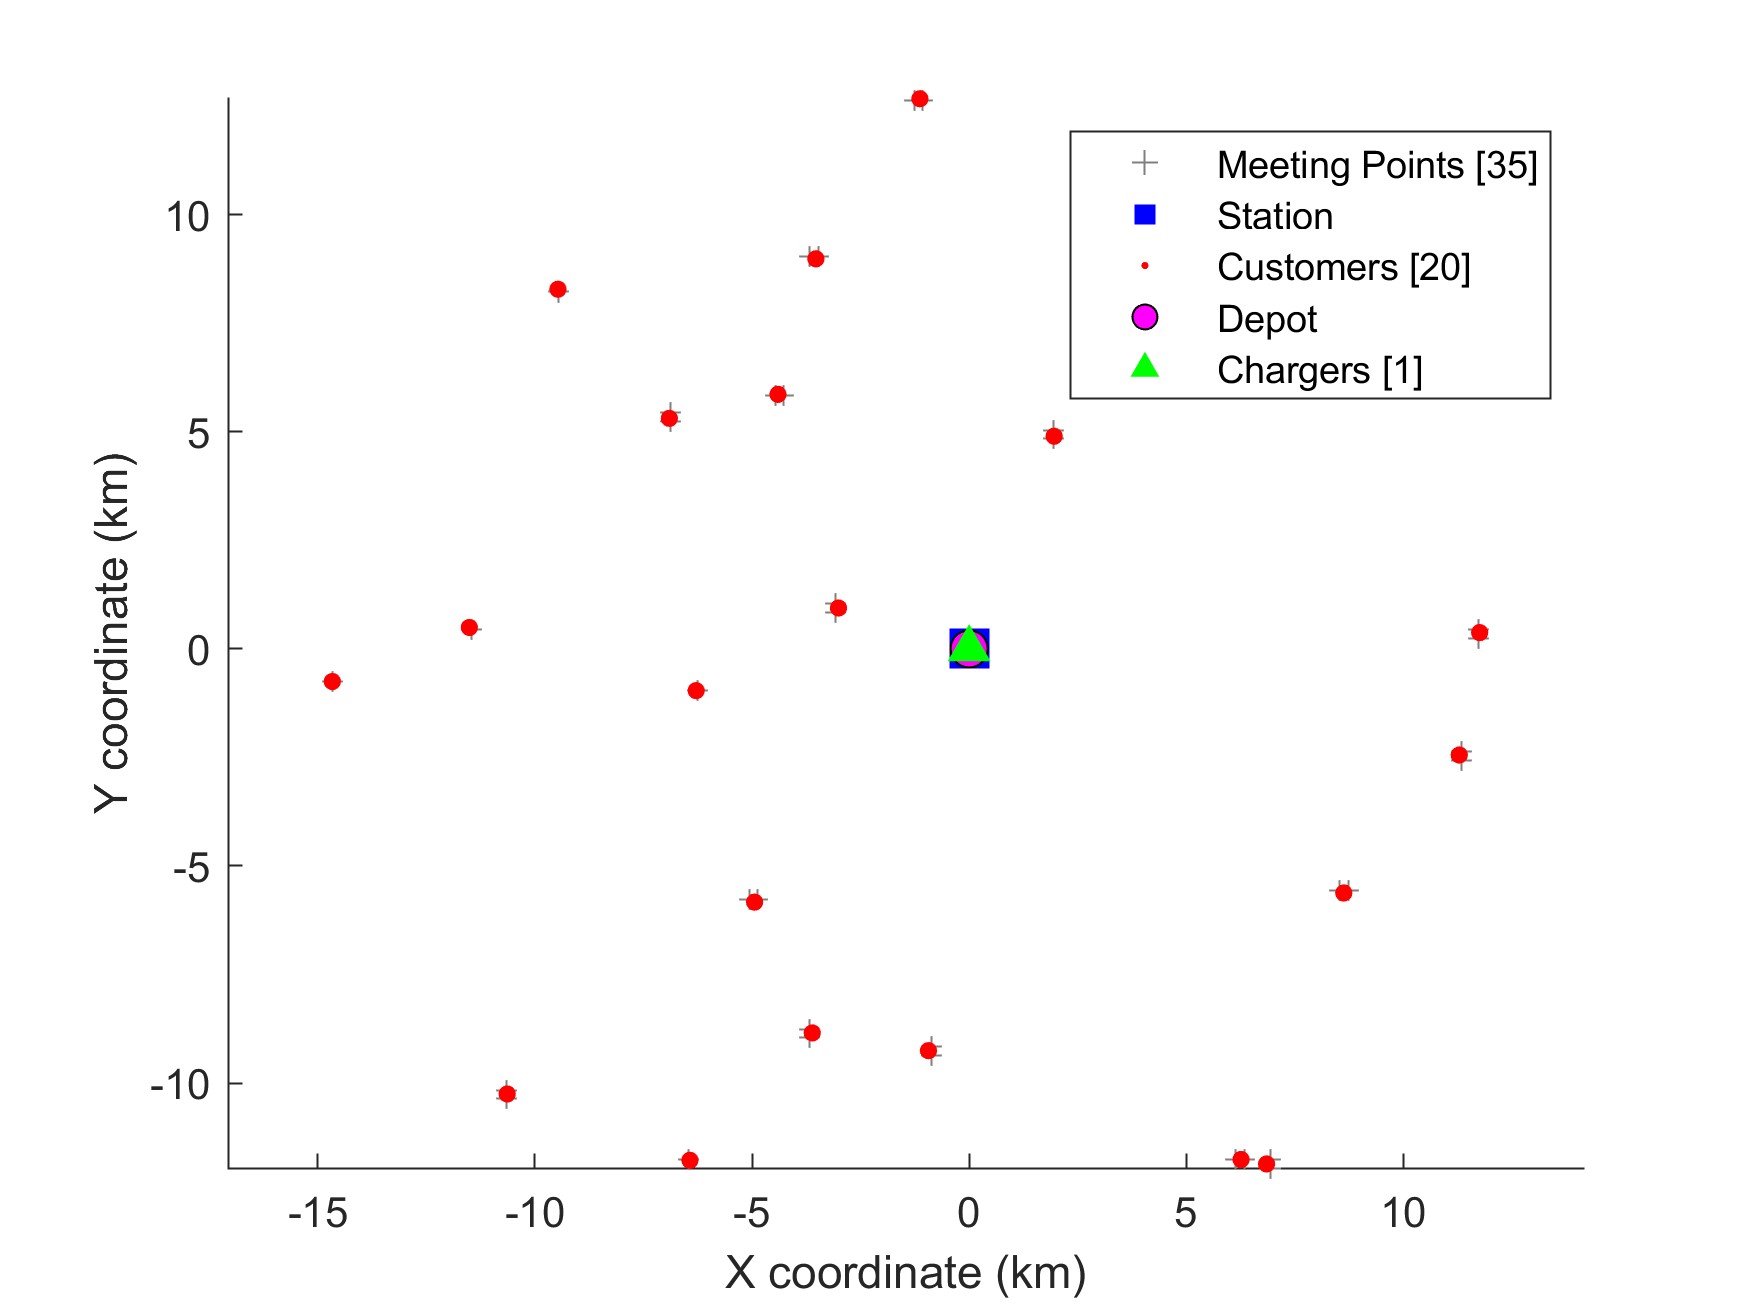 Meeting Points [35]
Station
Customers [20]
Depot
Chargers [1]
10
5
0
-5
-10
Y coordinate (km)
-15
-10
-5
0
5
10
X coordinate (km)